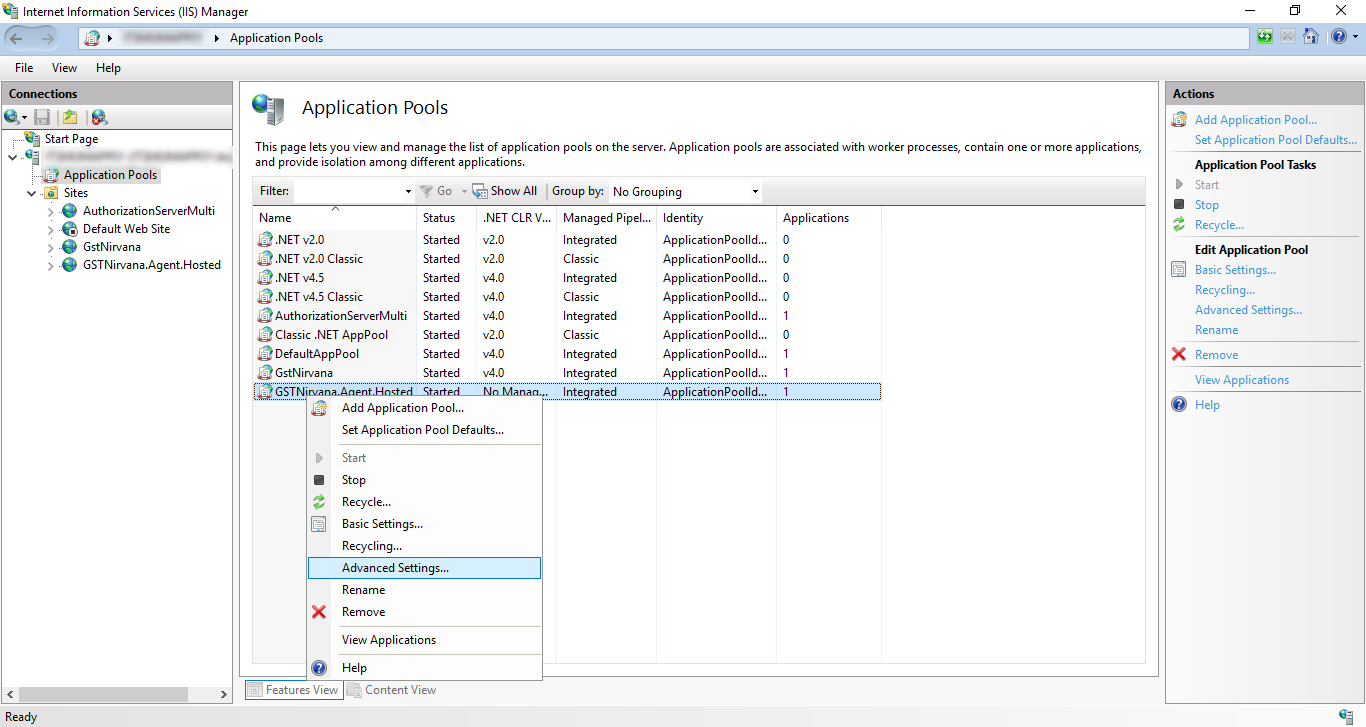 Internet Information Services (IIS) Manager
Application Pools
File View Help
Connections
Start Page
Application Pools
Sites
AuthorizationServerMulti
Default Web Site
GstNirvana
GSTNirvana.Agent.Hosted
Application Pools
This page lets you view and manage the list of application pools on the server. Application pools are associated with worker processes, contain one or more applications,
and provide isolation among different applications.
Filter: Go Show All Group by: No Grouping
Name Status .NET CLR V... Managed Pipel... Identity Applications
.NET v2.0 Started v2.0 Integrated ApplicationPoolId... 0
.NET v2.0 Classic Started v2.0 Classic ApplicationPoolId... 0
.NET v4.5 Started v4.0 Integrated ApplicationPoolId... 0
.NET v4.5 Classic Started v4.0 Classic ApplicationPoolId... 0
AuthorizationServerMulti Started v4.0 Integrated ApplicationPoolId... 1
Classic .NET AppPool Started v2.0 Classic ApplicationPoolId... 0
DefaultAppPool Started v4.0 Integrated ApplicationPoolId... 1
GstNirvana Started v4.0 Integrated ApplicationPoolId... 1
GSTNirvana.Agent.Hosted Started No Manag... Integrated ApplicationPoolId... 1
Add Application Pool...
Set Application Pool Defaults...
Start
Stop
Recycle...
Basic Settings...
Recycling...
Advanced Settings...
Rename
Remove
View Applications
Help
Features View Content View
Actions
Add Application Pool...
Set Application Pool Defaults...
Application Pool Tasks
Start
Stop
Recycle...
Edit Application Pool
Basic Settings...
Recycling...
Advanced Settings...
Rename
Remove
View Applications
Help
Ready